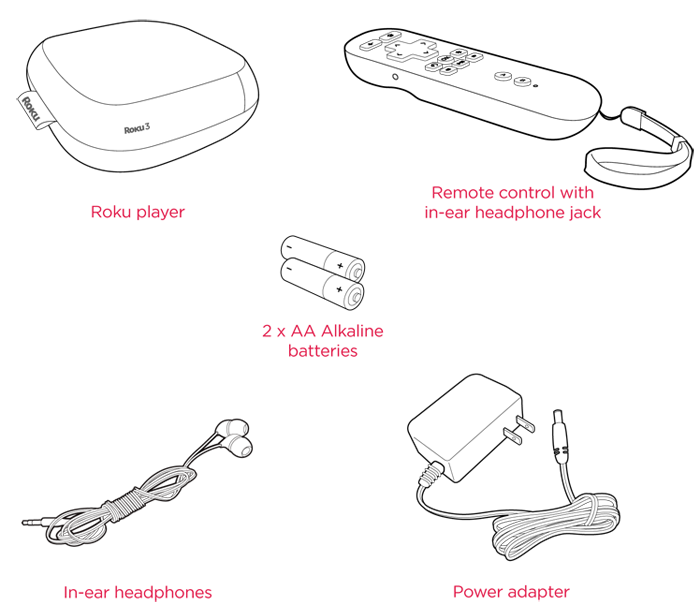 Roku
Roku 3
Roku player
Remote control with
in-ear headphone jack
2 x AA Alkaline
batteries
In-ear headphones
Power adapter